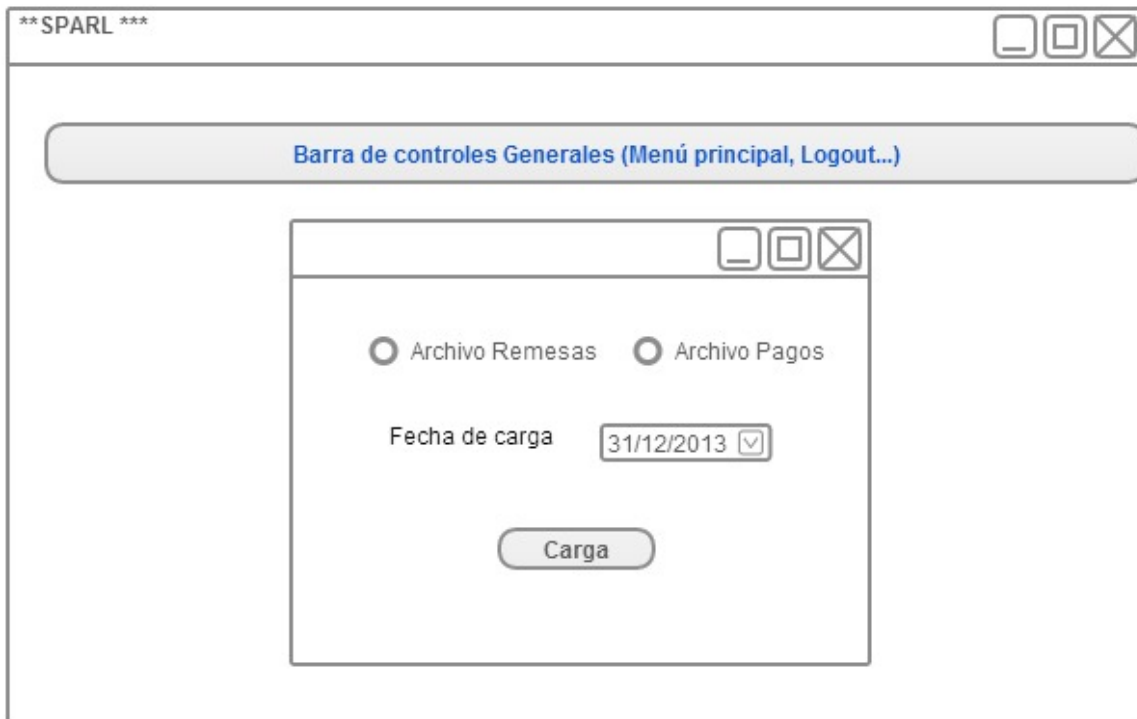 **SPARL ***
Barra de controles Generales (Menú principal, Logout...)
Archivo Remesas Archivo Pagos
Fecha de carga 31/12/2013
Carga